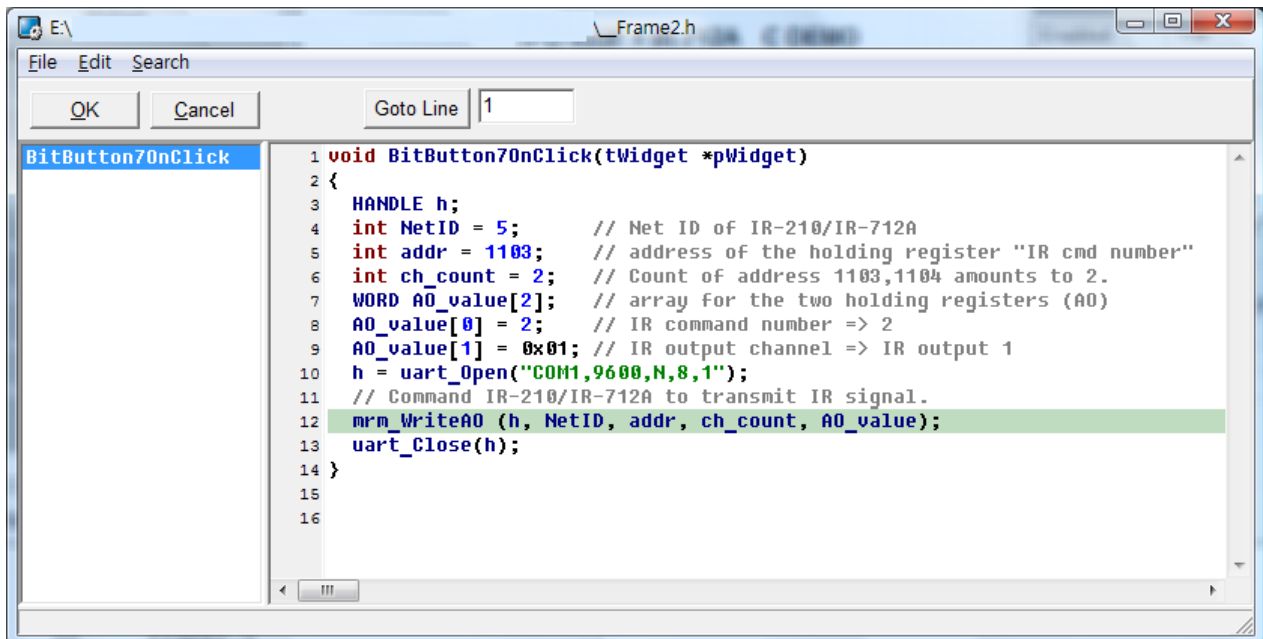 E:\ \__Frame2.h
File Edit Search
OK Cancel Goto Line 1
BitButton7OnClick
1 void BitButton7OnClick(tWidget *pWidget)
2 {
3 HANDLE h;
4 int NetID = 5; // Net ID of IR-210/IR-712A
5 int addr = 1103; // address of the holding register "IR cmd number"
6 int ch_count = 2; // Count of address 1103,1104 amounts to 2.
7 WORD AO_value[2]; // array for the two holding registers (AO)
8 AO_value[0] = 2; // IR command number => 2
9 AO_value[1] = 0x01; // IR output channel => IR output 1
10 h = uart_Open("COM1,9600,N,8,1");
11 // Command IR-210/IR-712A to transmit IR signal.
12 mrm_WriteAO (h, NetID, addr, ch_count, AO_value);
13 uart_Close(h);
14 }
15
16